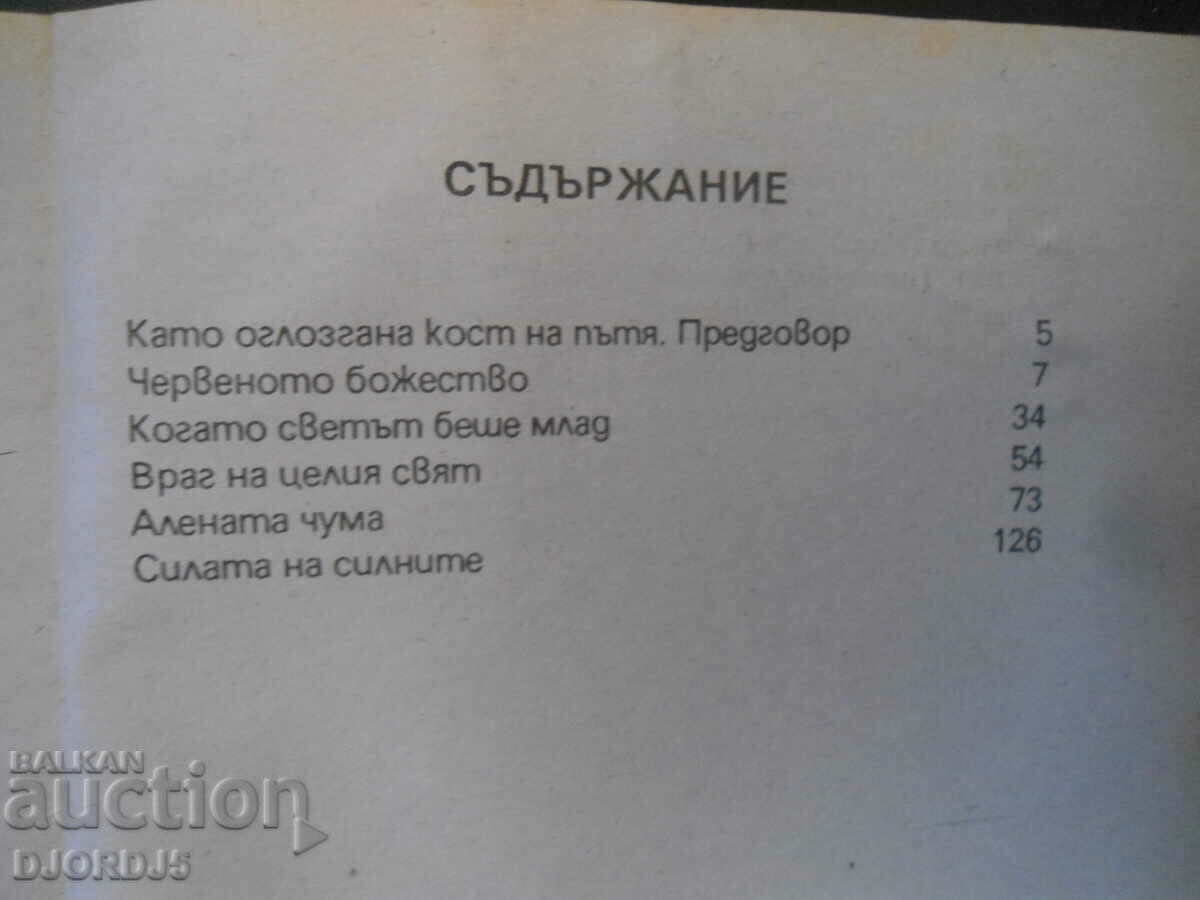 СЪДЪРЖАНИЕ
Като оглозгана кост на пътя. Предговор 5
Червеното божество 7
Когато светът беше млад 34
Враг на целия свят 54
Алената чума 73
Силата на силните 126
BALKAN
auction
DJORDJ5